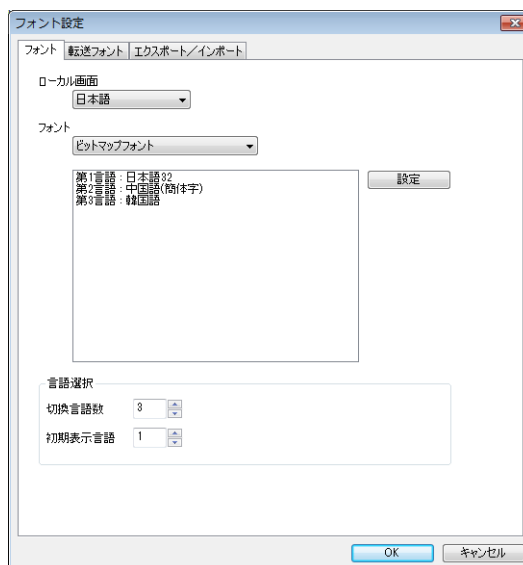 フォント設定
フォント 転送フォント エクスポート／インポート
ローカル画面
日本語
フォント
ビットマップフォント
第1言語：日本語32
第2言語：中国語(簡体字)
第3言語：韓国語
設定
言語選択
切換言語数 3
初期表示言語 1
OK キャンセル